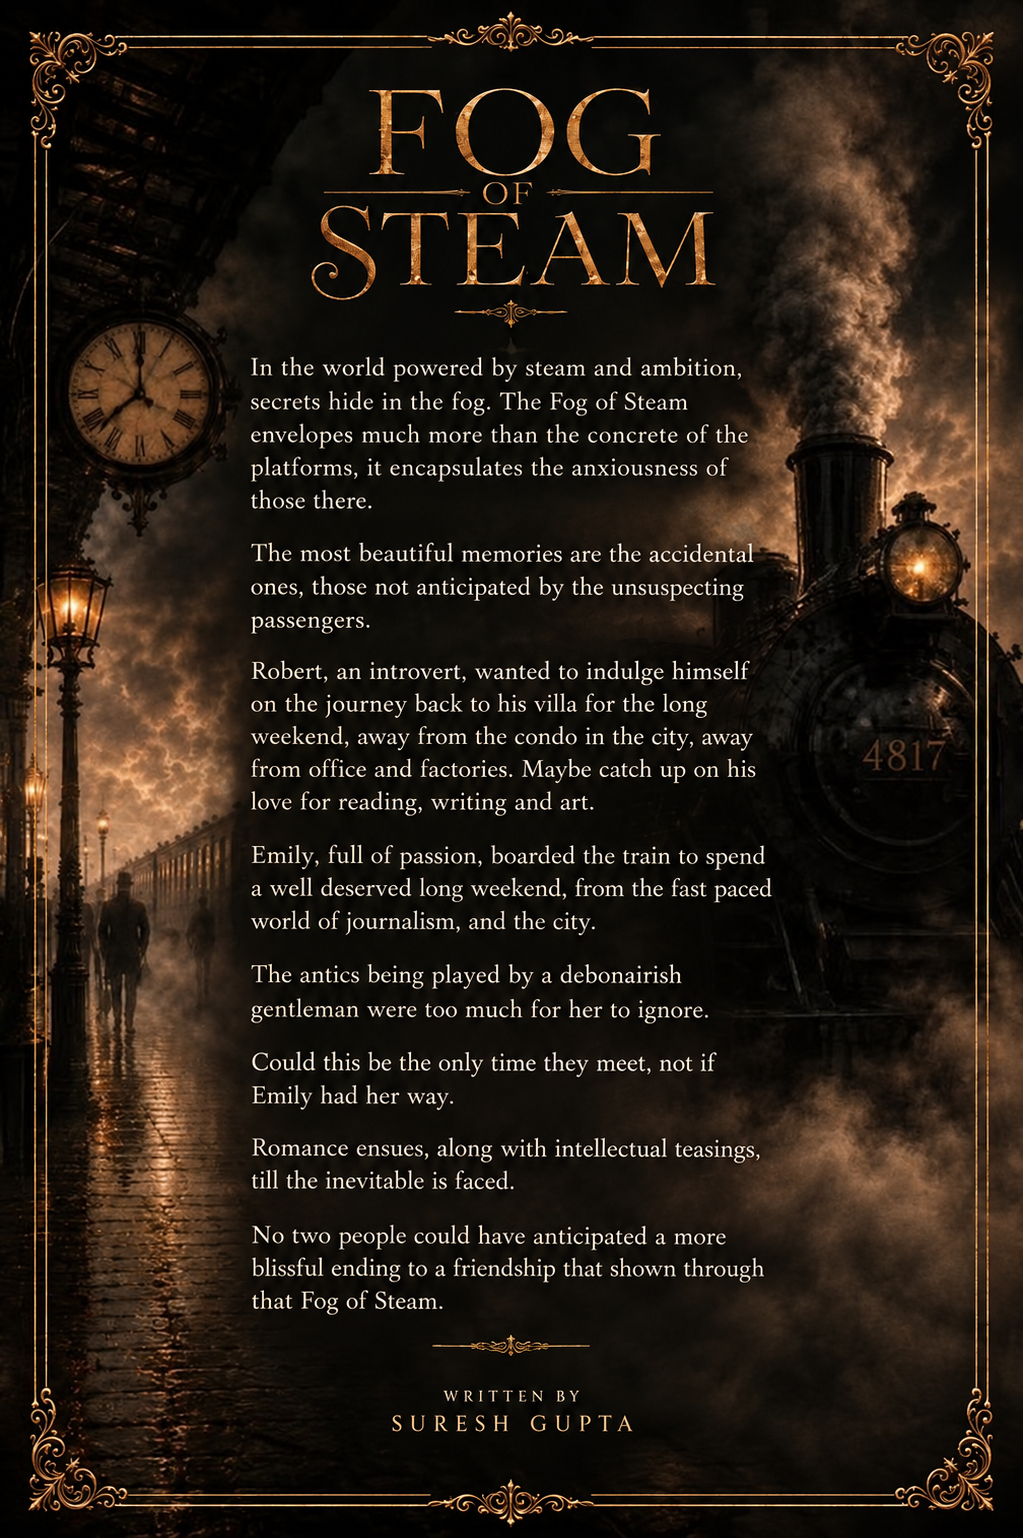 FOG
OF
STEAM
In the world powered by steam and ambition,
secrets hide in the fog. The Fog of Steam
envelopes much more than the concrete of the
platforms, it encapsulates the anxiousness of
those there.
The most beautiful memories are the accidental
ones, those not anticipated by the unsuspecting
passengers.
Robert, an introvert, wanted to indulge himself
on the journey back to his villa for the long
weekend, away from the condo in the city, away
from office and factories. Maybe catch up on his
love for reading, writing and art.
Emily, full of passion, boarded the train to spend
a well deserved long weekend, from the fast paced
world of journalism, and the city.
The antics being played by a debonairish
gentleman were too much for her to ignore.
Could this be the only time they meet, not if
Emily had her way.
Romance ensues, along with intellectual teasings,
till the inevitable is faced.
No two people could have anticipated a more
blissful ending to a friendship that shown through
that Fog of Steam.
WRITTEN BY
SURESH GUPTA
4817